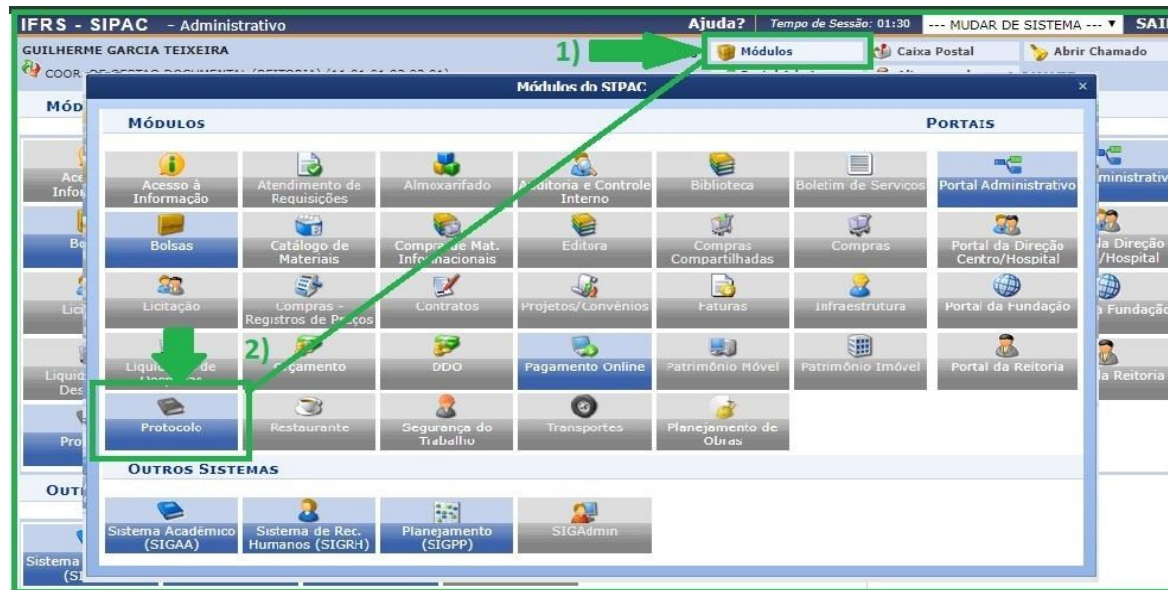 IFRS - SIPAC - Administrativo
Ajuda?
Tempo de Sessão: 01:30
--- MUDAR DE SISTEMA ---
SAIR
GUILHERME GARCIA TEIXEIRA
1)
Módulos
Caixa Postal
Abrir Chamado
Módulos do SIPAC
×
MÓDULOS
PORTAIS
Acesso à
Informação
Atendimento de
Requisições
Almoxarifado
Auditoria e Controle
Interno
Biblioteca
Boletim de Serviços
Portal Administrativo
Bolsas
Catálogo de
Materiais
Compra de Mat.
Informacionais
Editora
Compras
Compartilhadas
Compras
Portal da Direção
Centro/Hospital
Licitação
Compras -
Registros de Preços
Contratos
Projetos/Convênios
Faturas
Infraestrutura
Portal da Fundação
2)
Orçamento
DDO
Pagamento Online
Patrimônio Móvel
Patrimônio Imóvel
Portal da Reitoria
Protocolo
Restaurante
Segurança do
Trabalho
Transportes
Planejamento de
Obras
OUTROS SISTEMAS
Sistema Acadêmico
(SIGAA)
Sistema de Rec.
Humanos (SIGRH)
Planejamento
(SIGPP)
SIGAdmin